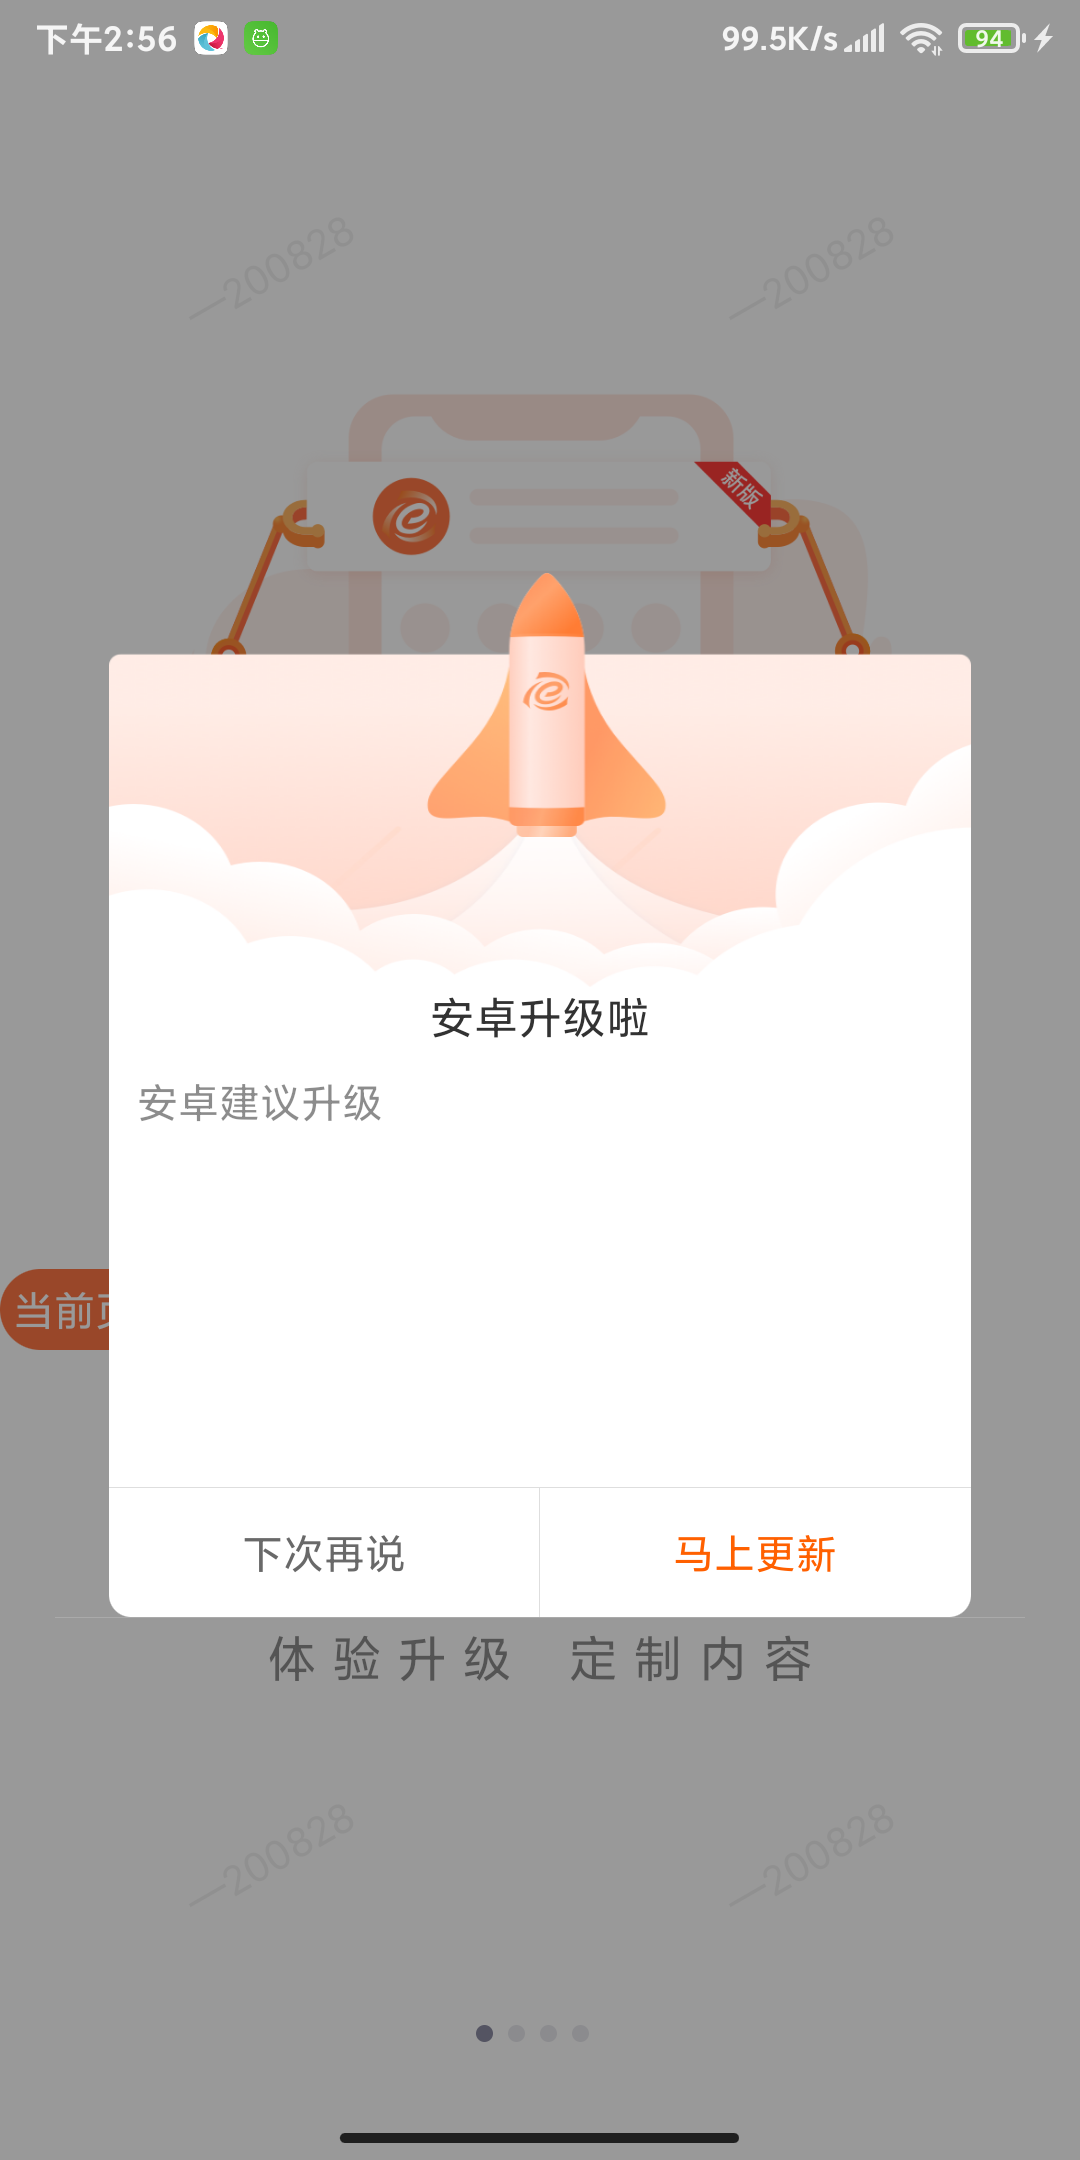 下午2:56
99.5K/s
94
—200828
—200828
新版
安卓升级啦
安卓建议升级
当前
下次再说
马上更新
体验升级 定制内容
—200828
—200828